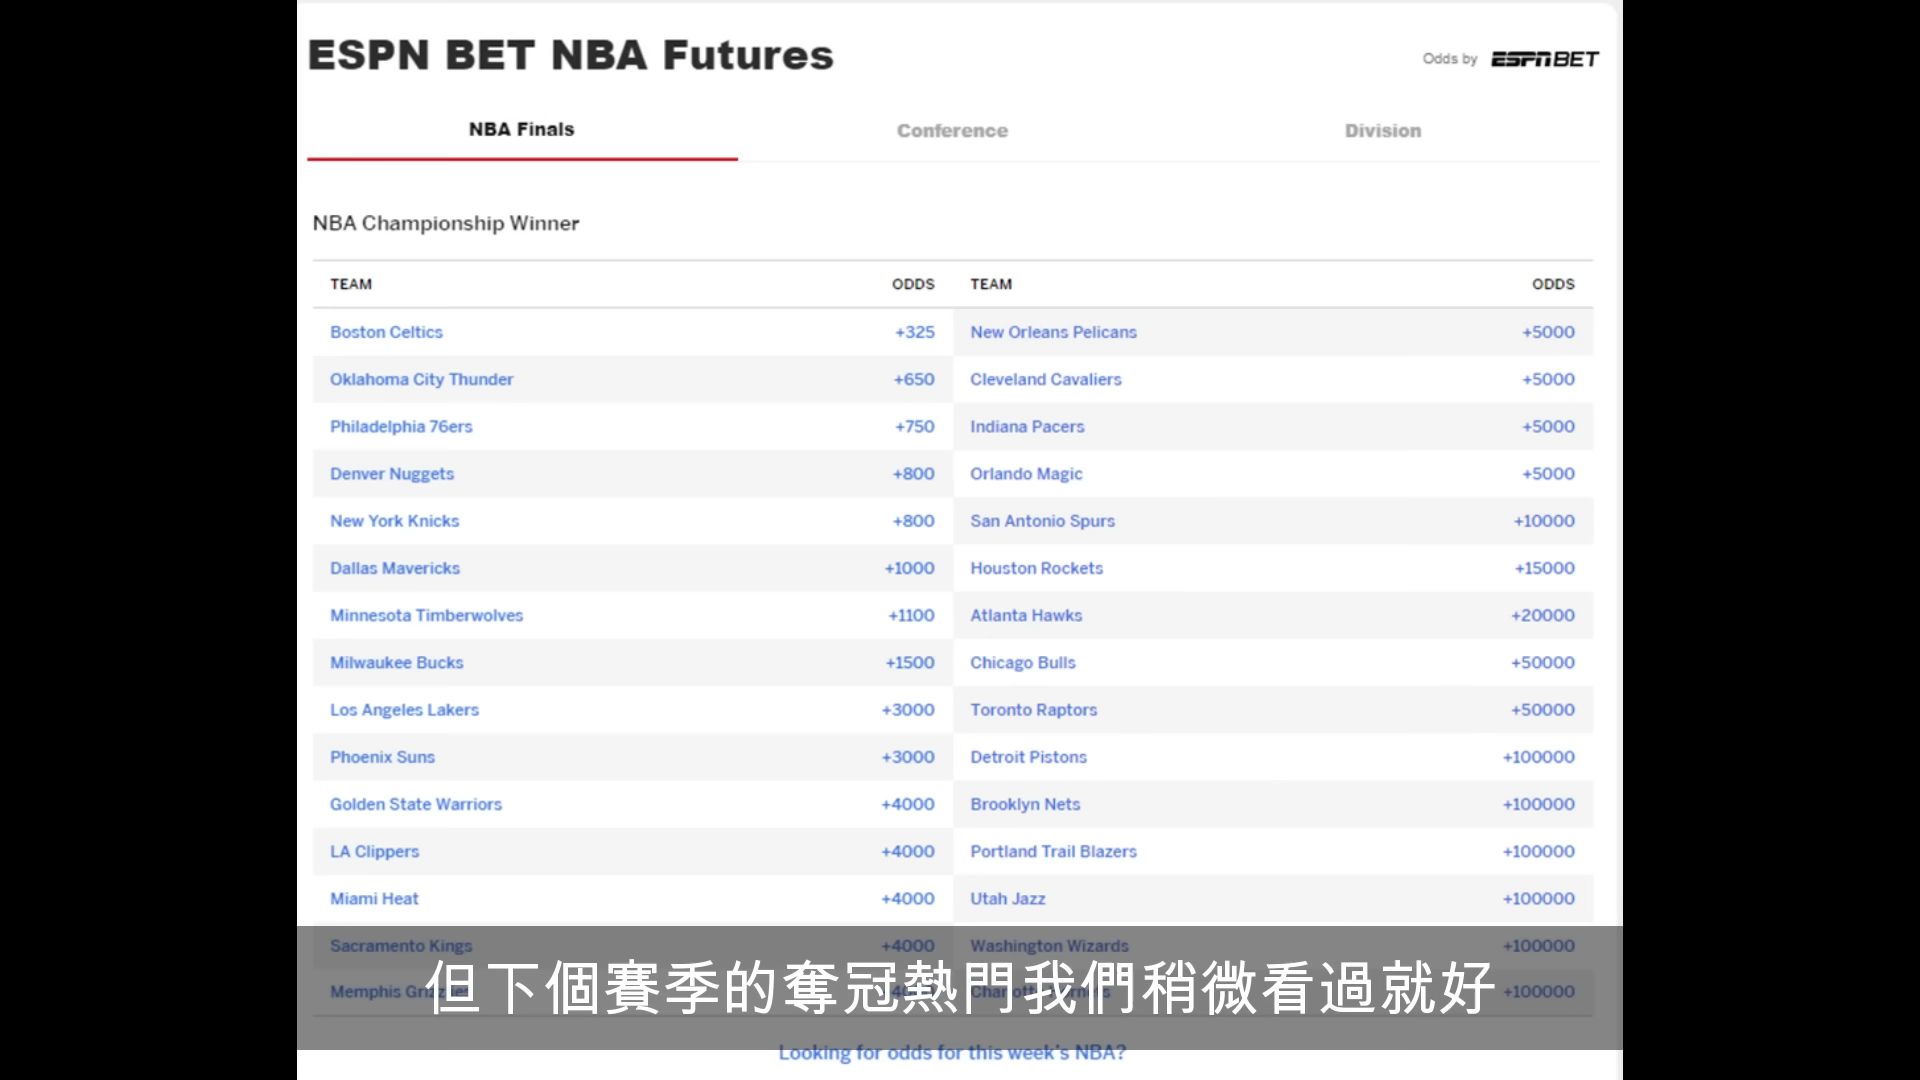 ESPN BET NBA Futures
Odds by ESPN BET
NBA Finals Conference Division
NBA Championship Winner
TEAM ODDS TEAM ODDS
Boston Celtics +325 New Orleans Pelicans +5000
Oklahoma City Thunder +650 Cleveland Cavaliers +5000
Philadelphia 76ers +750 Indiana Pacers +5000
Denver Nuggets +800 Orlando Magic +5000
New York Knicks +800 San Antonio Spurs +10000
Dallas Mavericks +1000 Houston Rockets +15000
Minnesota Timberwolves +1100 Atlanta Hawks +20000
Milwaukee Bucks +1500 Chicago Bulls +50000
Los Angeles Lakers +3000 Toronto Raptors +50000
Phoenix Suns +3000 Detroit Pistons +100000
Golden State Warriors +4000 Brooklyn Nets +100000
LA Clippers +4000 Portland Trail Blazers +100000
Miami Heat +4000 Utah Jazz +100000
Sacramento Kings +4000 Washington Wizards +100000
Memphis +100000
但下個賽季的奪冠熱門我們稍微看過就好
Looking for odds for this week's NBA?